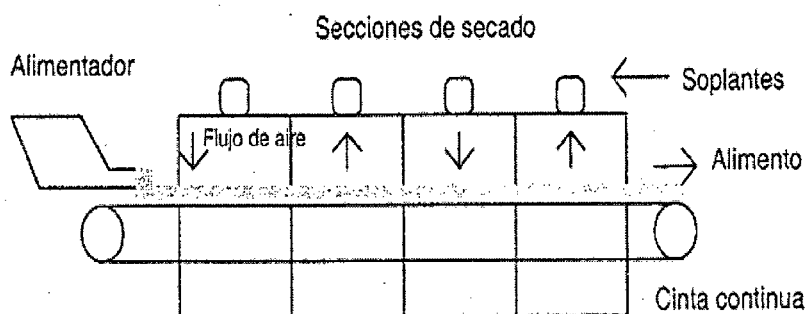 Secciones de secado
Alimentador
Soplantes
Flujo de aire
Alimento
Cinta continua